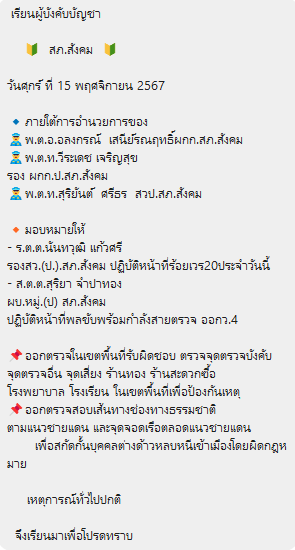 เรียนผู้บังคับบัญชา
🔰 สภ.สังคม 🔰
วันศุกร์ ที่ 15 พฤศจิกายน 2567
🔹ภายใต้การอำนวยการของ
👮พ.ต.อ.อลงกรณ์ เสนีย์รณฤทธิ์ผกก.สภ.สังคม
👮พ.ต.ท.วีระเดช เจริญสุข
รอง ผกก.ป.สภ.สังคม
👮พ.ต.ท.สุริยันต์ ศรีธร สวป.สภ.สังคม
🔸มอบหมายให้
- ร.ต.ต.นันทวุฒิ แก้วศรี
รองสว.(ป.).สภ.สังคม ปฏิบัติหน้าที่ร้อยเวร20ประจำวันนี้
- ส.ต.ต.สุริยา จำปาทอง
ผบ.หมู่.(ป) สภ.สังคม
ปฏิบัติหน้าที่พลขับพร้อมกำลังสายตรวจ ออกว.4
📌ออกตรวจในเขตพื้นที่รับผิดชอบ ตรวจจุดตรวจบังคับ
จุดตรวจอื่น จุดเสี่ยง ร้านทอง ร้านสะดวกซื้อ
โรงพยาบาล โรงเรียน ในเขตพื้นที่เพื่อป้องกันเหตุ
📌ออกตรวจสอบเส้นทางช่องทางธรรมชาติ
ตามแนวชายแดน และจุดจอดเรือตลอดแนวชายแดน
เพื่อสกัดกั้นบุคคลต่างด้าวหลบหนีเข้าเมืองโดยผิดกฎห
มาย
เหตุการณ์ทั่วไปปกติ
จึงเรียนมาเพื่อโปรดทราบ